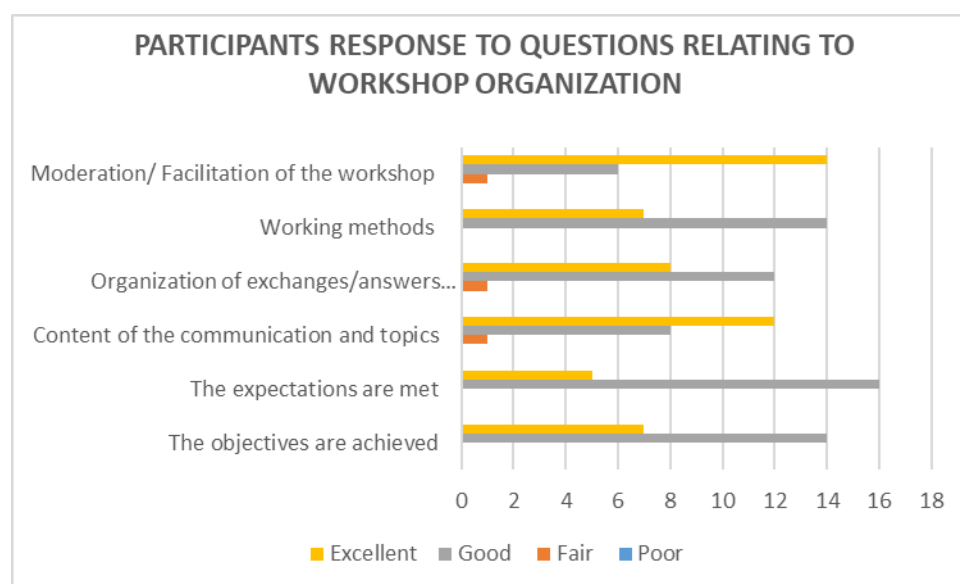 PARTICIPANTS RESPONSE TO QUESTIONS RELATING TO
WORKSHOP ORGANIZATION
Moderation/ Facilitation of the workshop
Working methods
Organization of exchanges/answers...
Content of the communication and topics
The expectations are met
The objectives are achieved
0 2 4 6 8 10 12 14 16 18
Excellent Good Fair Poor